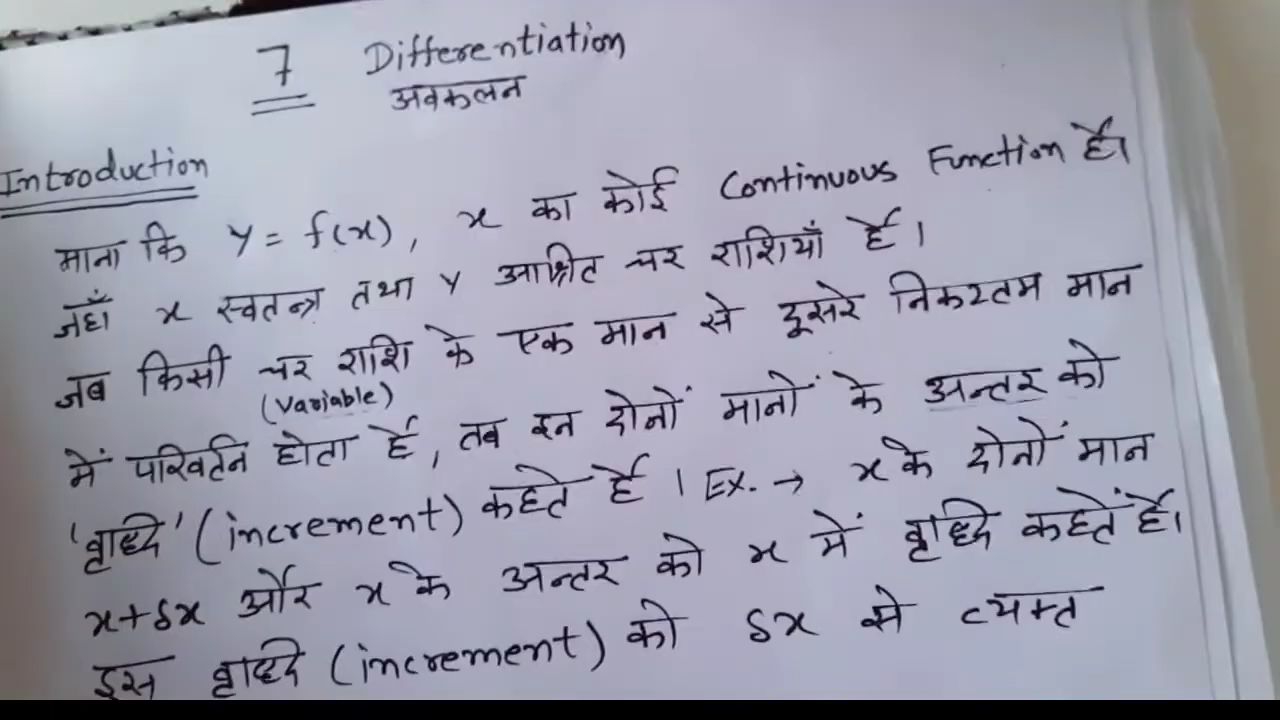 7 Differentiation
अवकलन
Introduction
माना कि y = f(x), x का कोई Continuous Function है।
जहाँ x स्वतन्त्र तथा y आश्रित चर राशियाँ हैं।
जब किसी चर राशि के एक मान से दूसरे निकटतम मान
(Variable)
में परिवर्तन होता है, तब इन दोनों मानों के अन्तर को
'वृद्धि' (increment) कहते हैं । Ex. → x के दोनों मान
x+δx और x के अन्तर को x में वृद्धि कहतें हैं।
इस वृद्धि (increment) को δx से व्यक्त